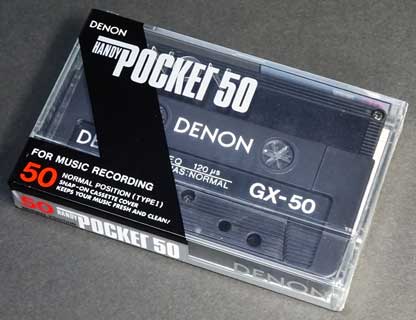 DENON
HANDY
POCKET 50
DENON
EQ 120 μs
BIAS:NORMAL
GX-50
FOR MUSIC RECORDING
50 NORMAL POSITION (TYPE I)
SNAP-ON CASSETTE COVER
KEEPS YOUR MUSIC FRESH AND CLEAN!
50 HANDY POCKET 50
DENON